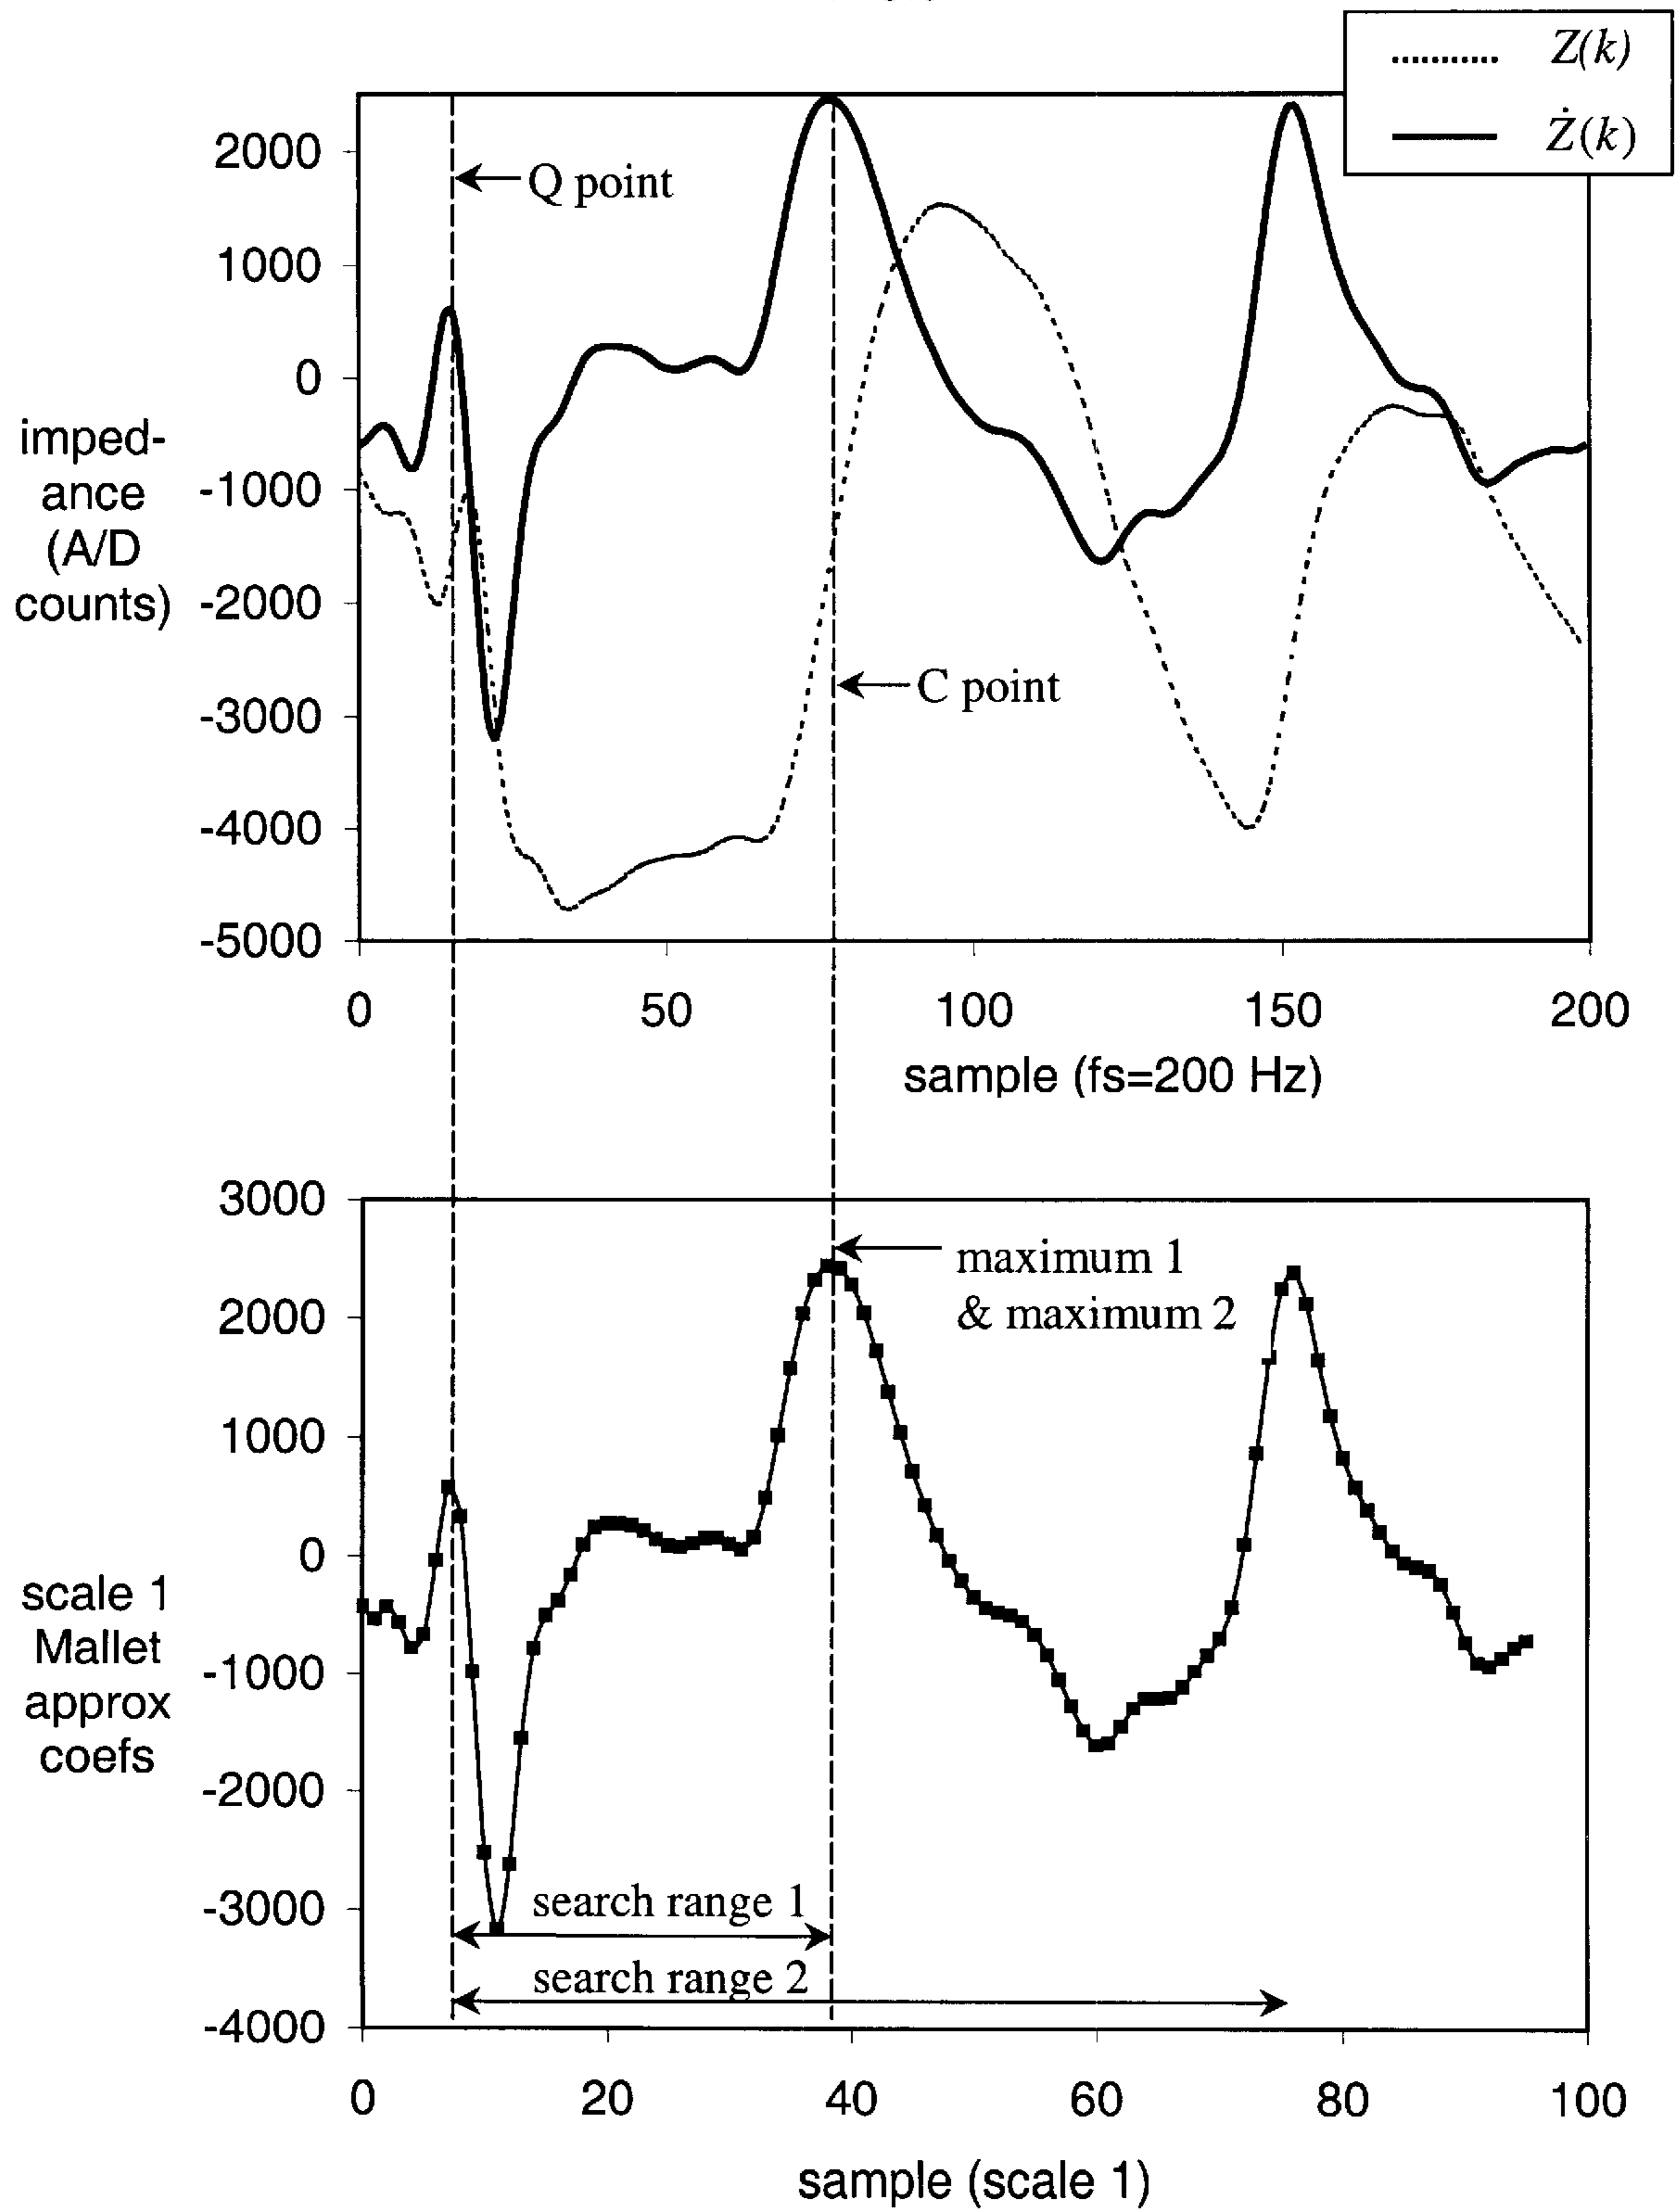 Z(k)
Ż(k)
2000
1000
0
-1000
-2000
-3000
-4000
-5000
imped-
ance
(A/D
counts)
Q point
C point
0 50 100 150 200
sample (fs=200 Hz)
3000
2000
1000
0
-1000
-2000
-3000
-4000
scale 1
Mallet
approx
coefs
maximum 1
& maximum 2
search range 1
search range 2
0 20 40 60 80 100
sample (scale 1)